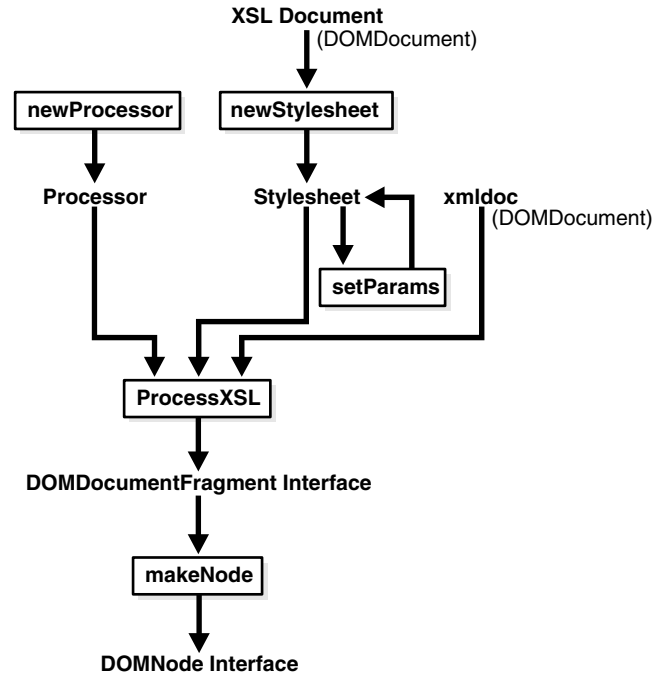 XSL Document
(DOMDocument)
newProcessor
newStylesheet
Processor
Stylesheet
xmldoc
(DOMDocument)
setParams
ProcessXSL
DOMDocumentFragment Interface
makeNode
DOMNode Interface